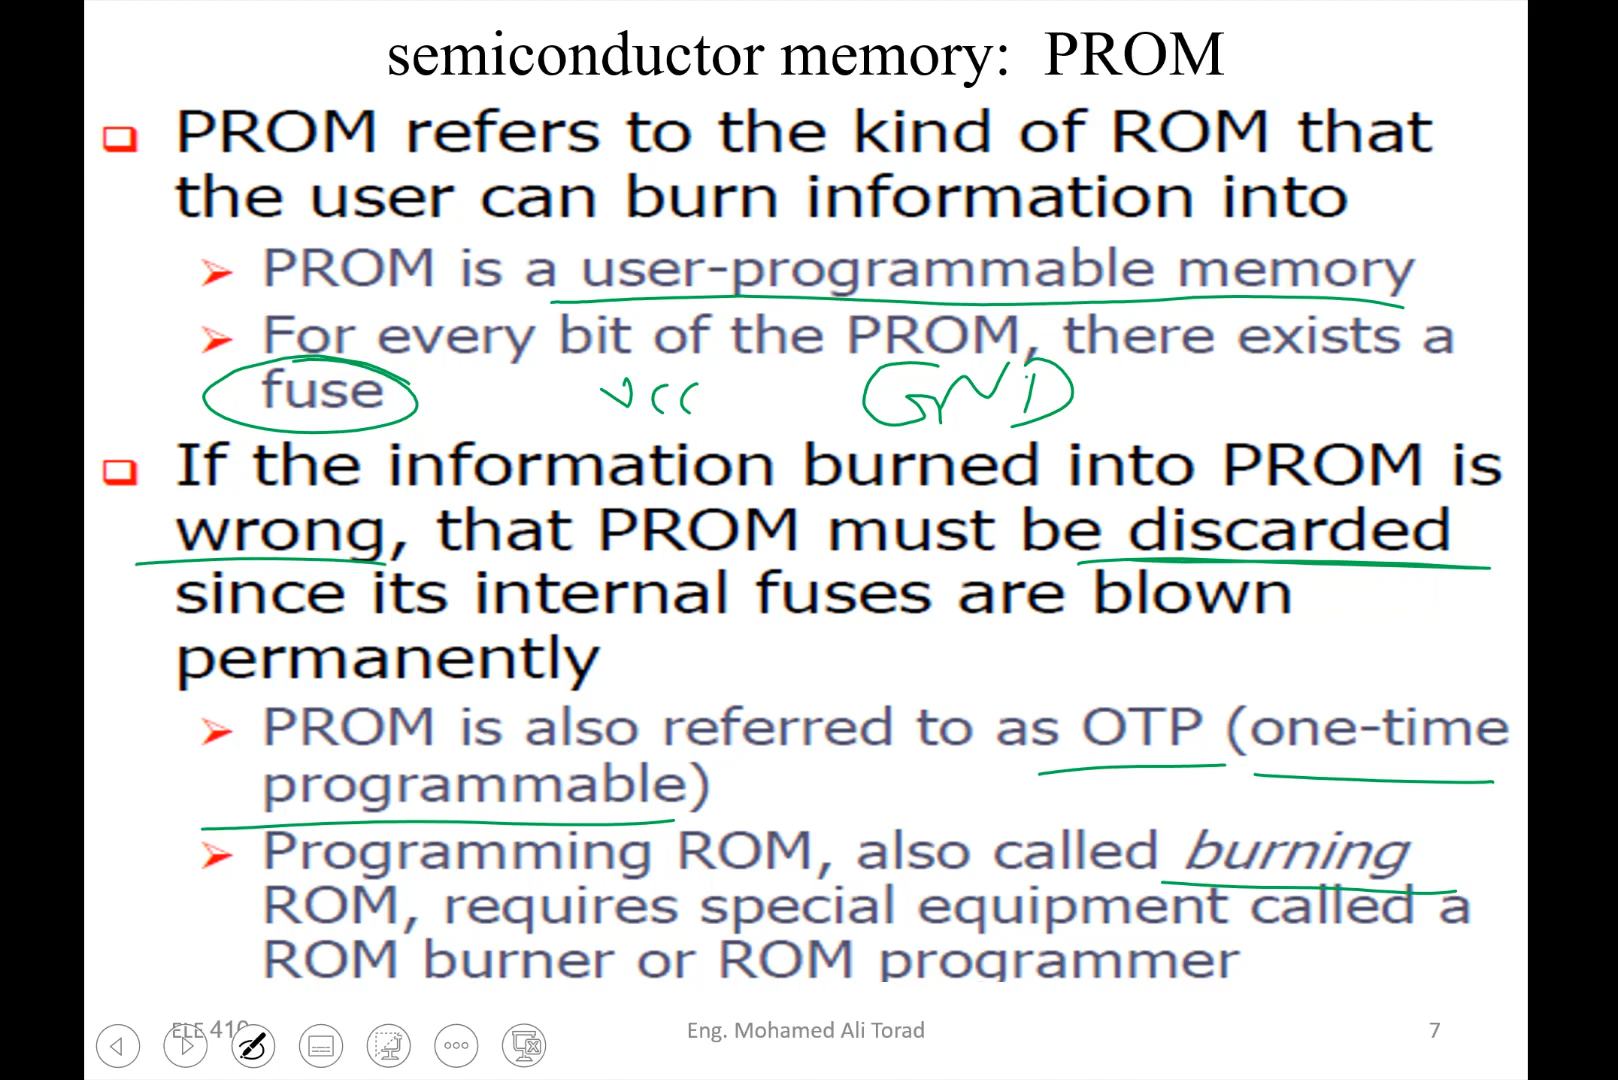 semiconductor memory: PROM
PROM refers to the kind of ROM that
the user can burn information into
PROM is a user-programmable memory
For every bit of the PROM, there exists a
fuse
VCC GND
If the information burned into PROM is
wrong, that PROM must be discarded
since its internal fuses are blown
permanently
PROM is also referred to as OTP (one-time
programmable)
Programming ROM, also called burning
ROM, requires special equipment called a
ROM burner or ROM programmer
ELE 410 Eng. Mohamed Ali Torad 7